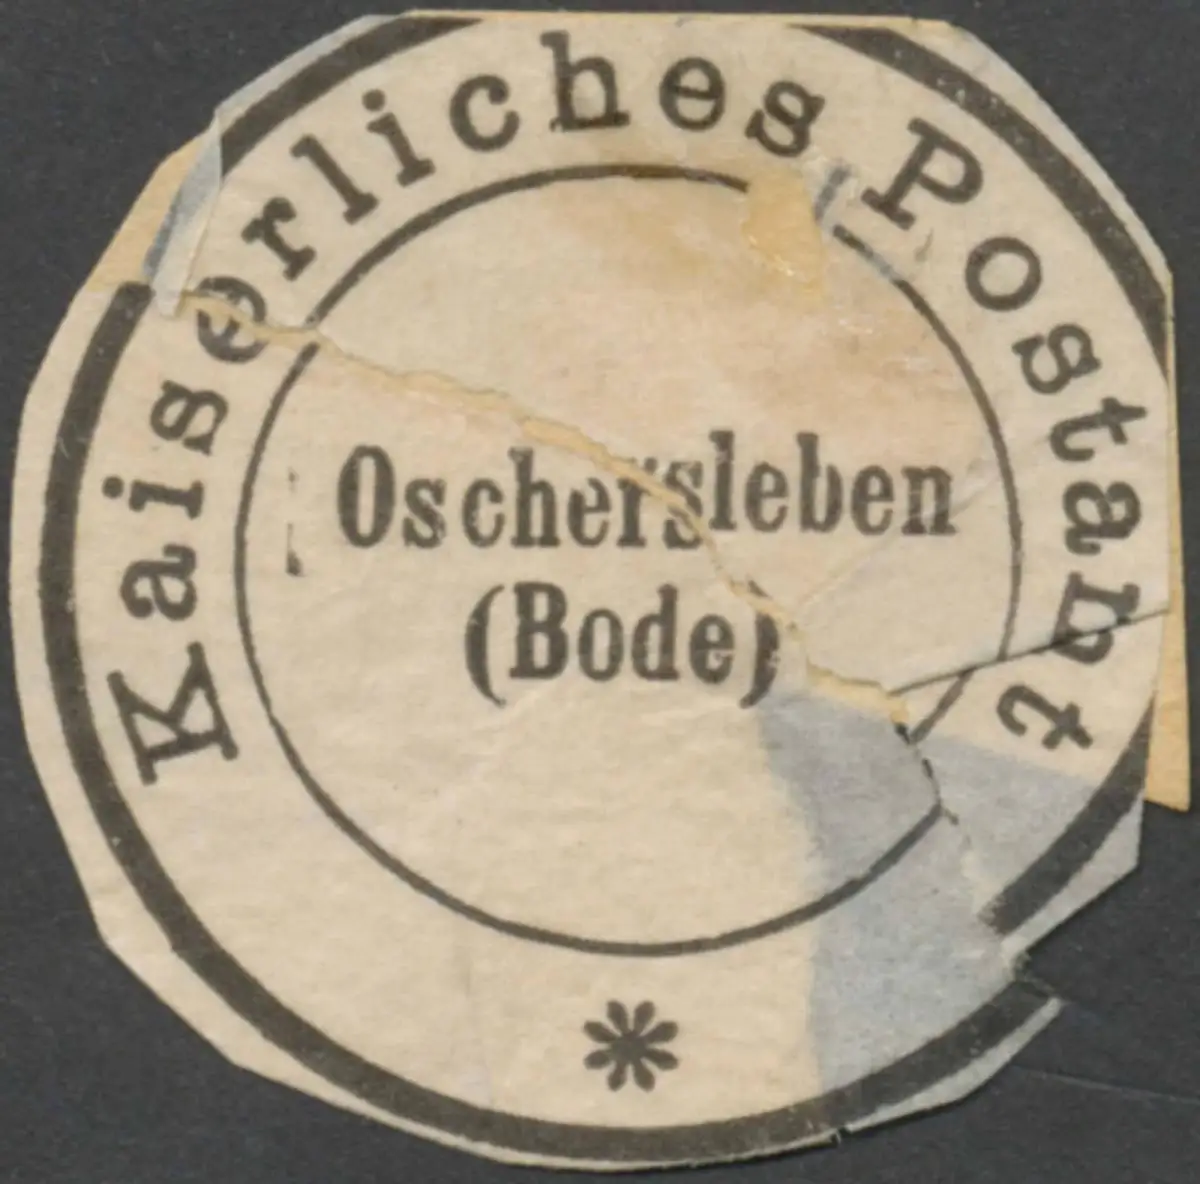 Kaiserliches Postamt
Oschersleben
(Bode)